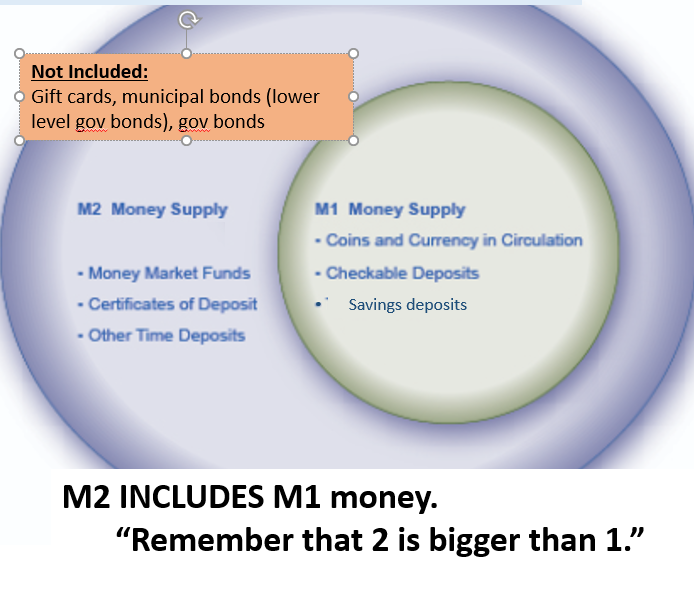 Not Included:
Gift cards, municipal bonds (lower
level gov bonds), gov bonds
M2 Money Supply
- Money Market Funds
- Certificates of Deposit
- Other Time Deposits
M1 Money Supply
- Coins and Currency in Circulation
- Checkable Deposits
• Savings deposits
M2 INCLUDES M1 money.
“Remember that 2 is bigger than 1.”